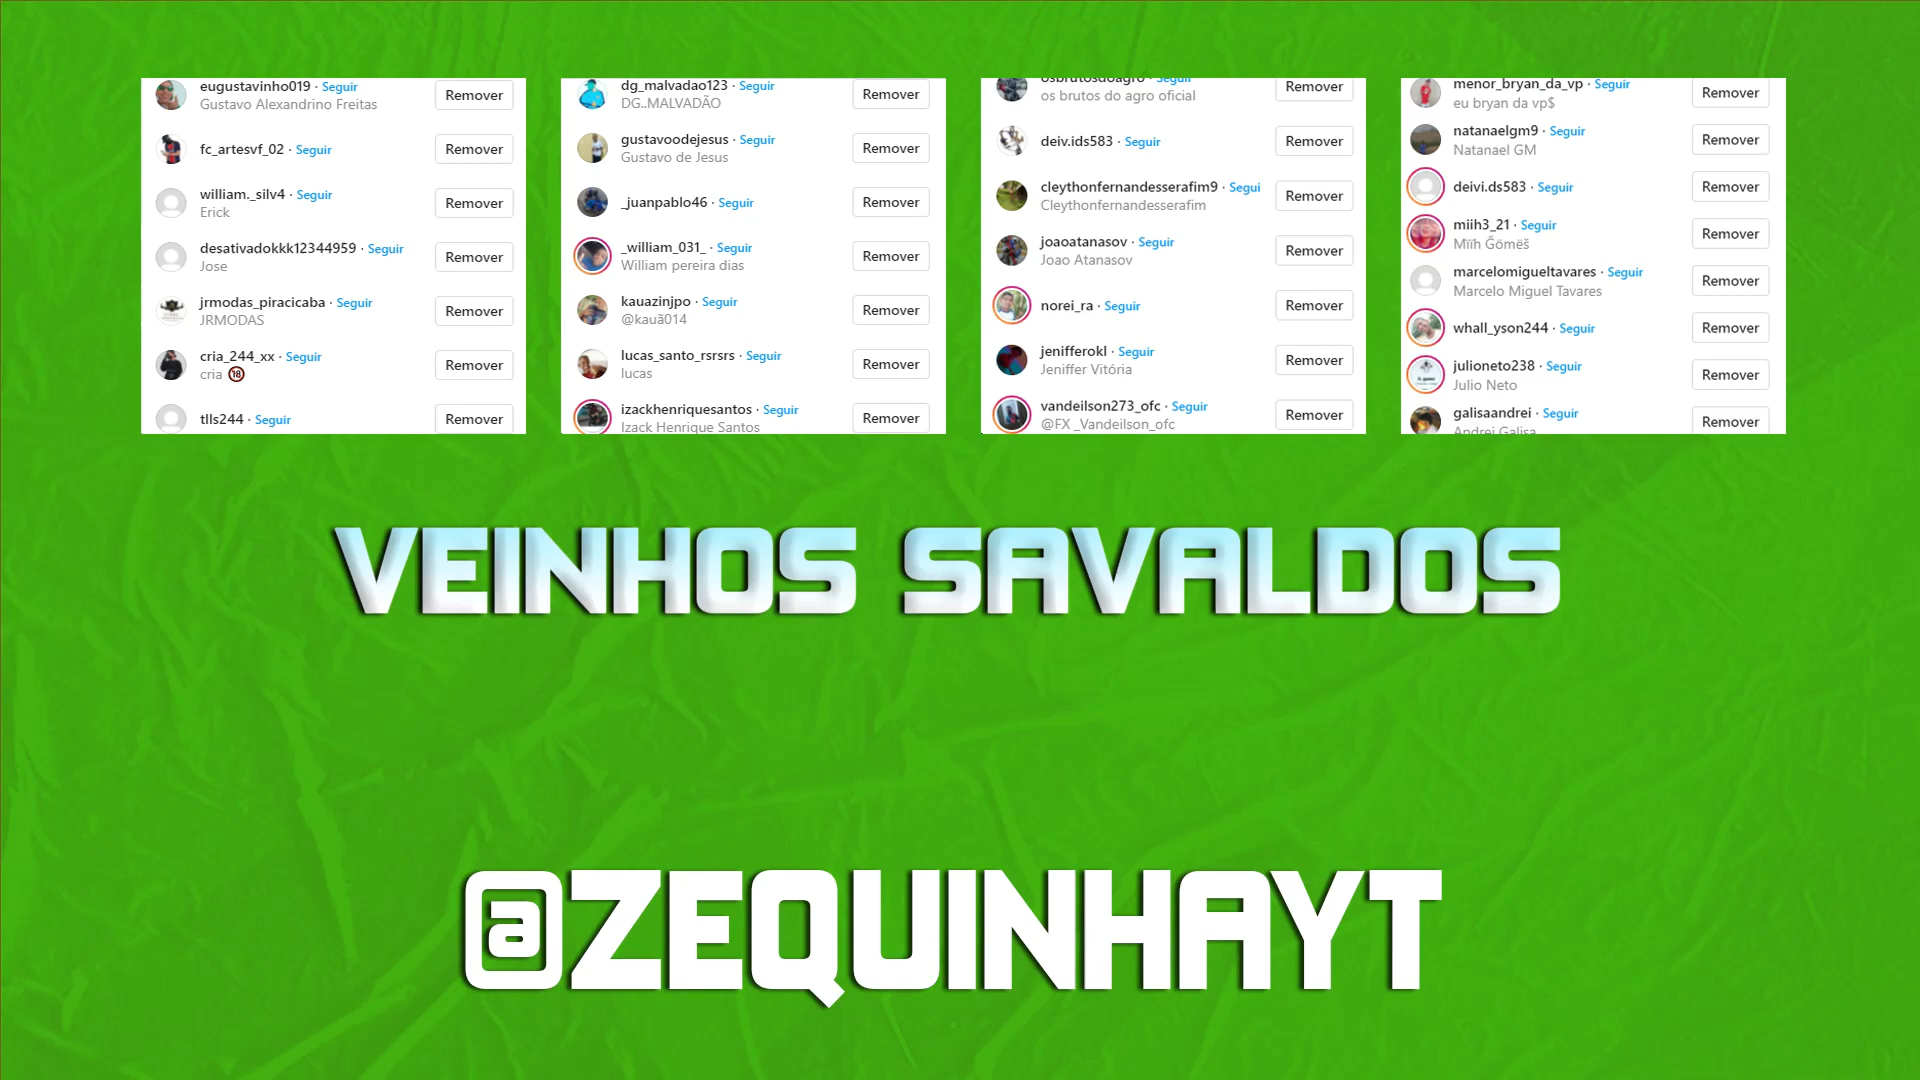 eugustavinho019 · Seguir
Gustavo Alexandrino Freitas
Remover
fc_artesvf_02 · Seguir
Remover
william._silv4 · Seguir
Erick
Remover
desativadokkk12344959 · Seguir
Jose
Remover
jrmodas_piracicaba · Seguir
JRMODAS
Remover
cria_244_xx · Seguir
cria 🔞
Remover
tlls244 · Seguir
Remover
dg_malvadao123 · Seguir
DG..MALVADÃO
Remover
gustavoodejesus · Seguir
Gustavo de Jesus
Remover
_juanpablo46 · Seguir
Remover
_william_031_ · Seguir
William pereira dias
Remover
kauazinjpo · Seguir
@kauã014
Remover
lucas_santo_rsrsrs · Seguir
lucas
Remover
izackhenriquesantos · Seguir
Izack Henrique Santos
Remover
osbrutosdoagro · Seguir
os brutos do agro oficial
Remover
deiv.ids583 · Seguir
Remover
cleythonfernandesserafim9 · Segui
Cleythonfernandesserafim
Remover
joaoatanasov · Seguir
Joao Atanasov
Remover
norei_ra · Seguir
Remover
jenifferokl · Seguir
Jeniffer Vitória
Remover
vandeilson273_ofc · Seguir
@FX _Vandeilson_ofc
Remover
menor_bryan_da_vp · Seguir
eu bryan da vp$
Remover
natanaelgm9 · Seguir
Natanael GM
Remover
deivi.ds583 · Seguir
Remover
miih3_21 · Seguir
Mïïh Ğömëš
Remover
marcelomigueltavares · Seguir
Marcelo Miguel Tavares
Remover
whall_yson244 · Seguir
Remover
julioneto238 · Seguir
Julio Neto
Remover
galisaandrei · Seguir
Andrei Galisa
Remover
VEINHOS SAVALDOS
@ZEQUINHAYT